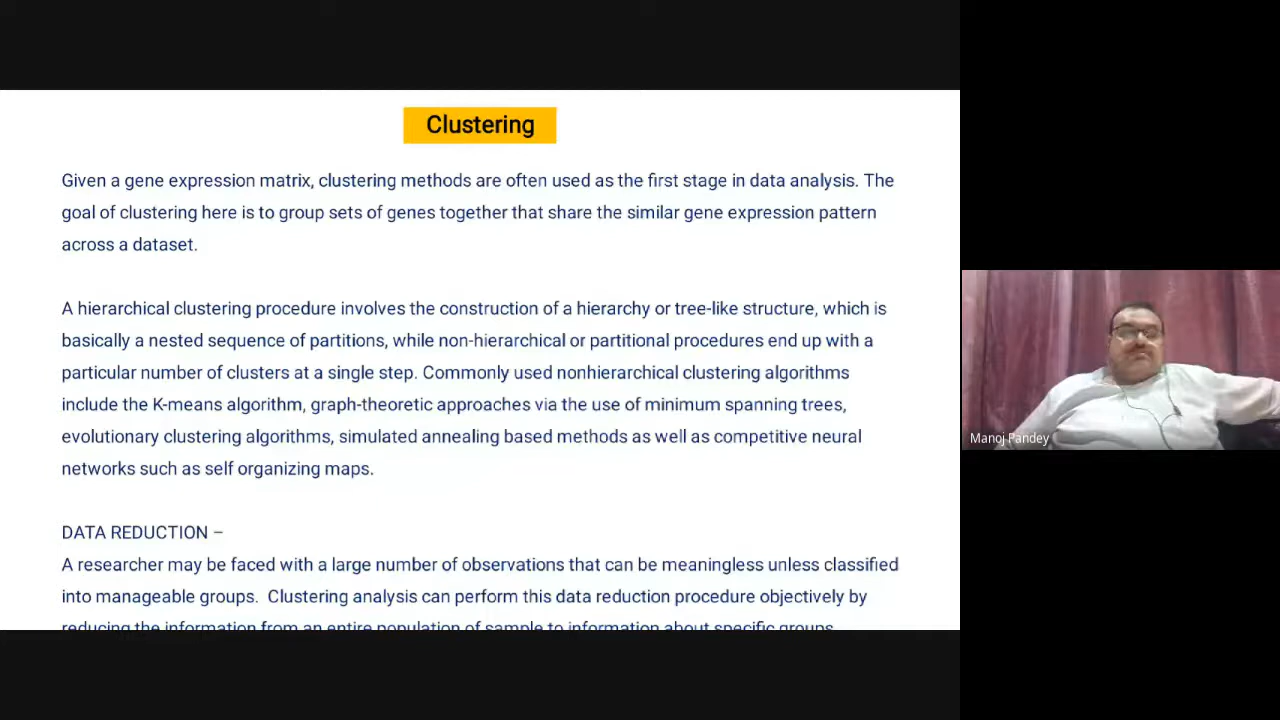 Clustering
Given a gene expression matrix, clustering methods are often used as the first stage in data analysis. The
goal of clustering here is to group sets of genes together that share the similar gene expression pattern
across a dataset.
A hierarchical clustering procedure involves the construction of a hierarchy or tree-like structure, which is
basically a nested sequence of partitions, while non-hierarchical or partitional procedures end up with a
particular number of clusters at a single step. Commonly used nonhierarchical clustering algorithms
include the K-means algorithm, graph-theoretic approaches via the use of minimum spanning trees,
evolutionary clustering algorithms, simulated annealing based methods as well as competitive neural
networks such as self organizing maps.
DATA REDUCTION –
A researcher may be faced with a large number of observations that can be meaningless unless classified
into manageable groups.  Clustering analysis can perform this data reduction procedure objectively by
reducing the information from an entire population of sample to information about specific groups
Manoj Pandey